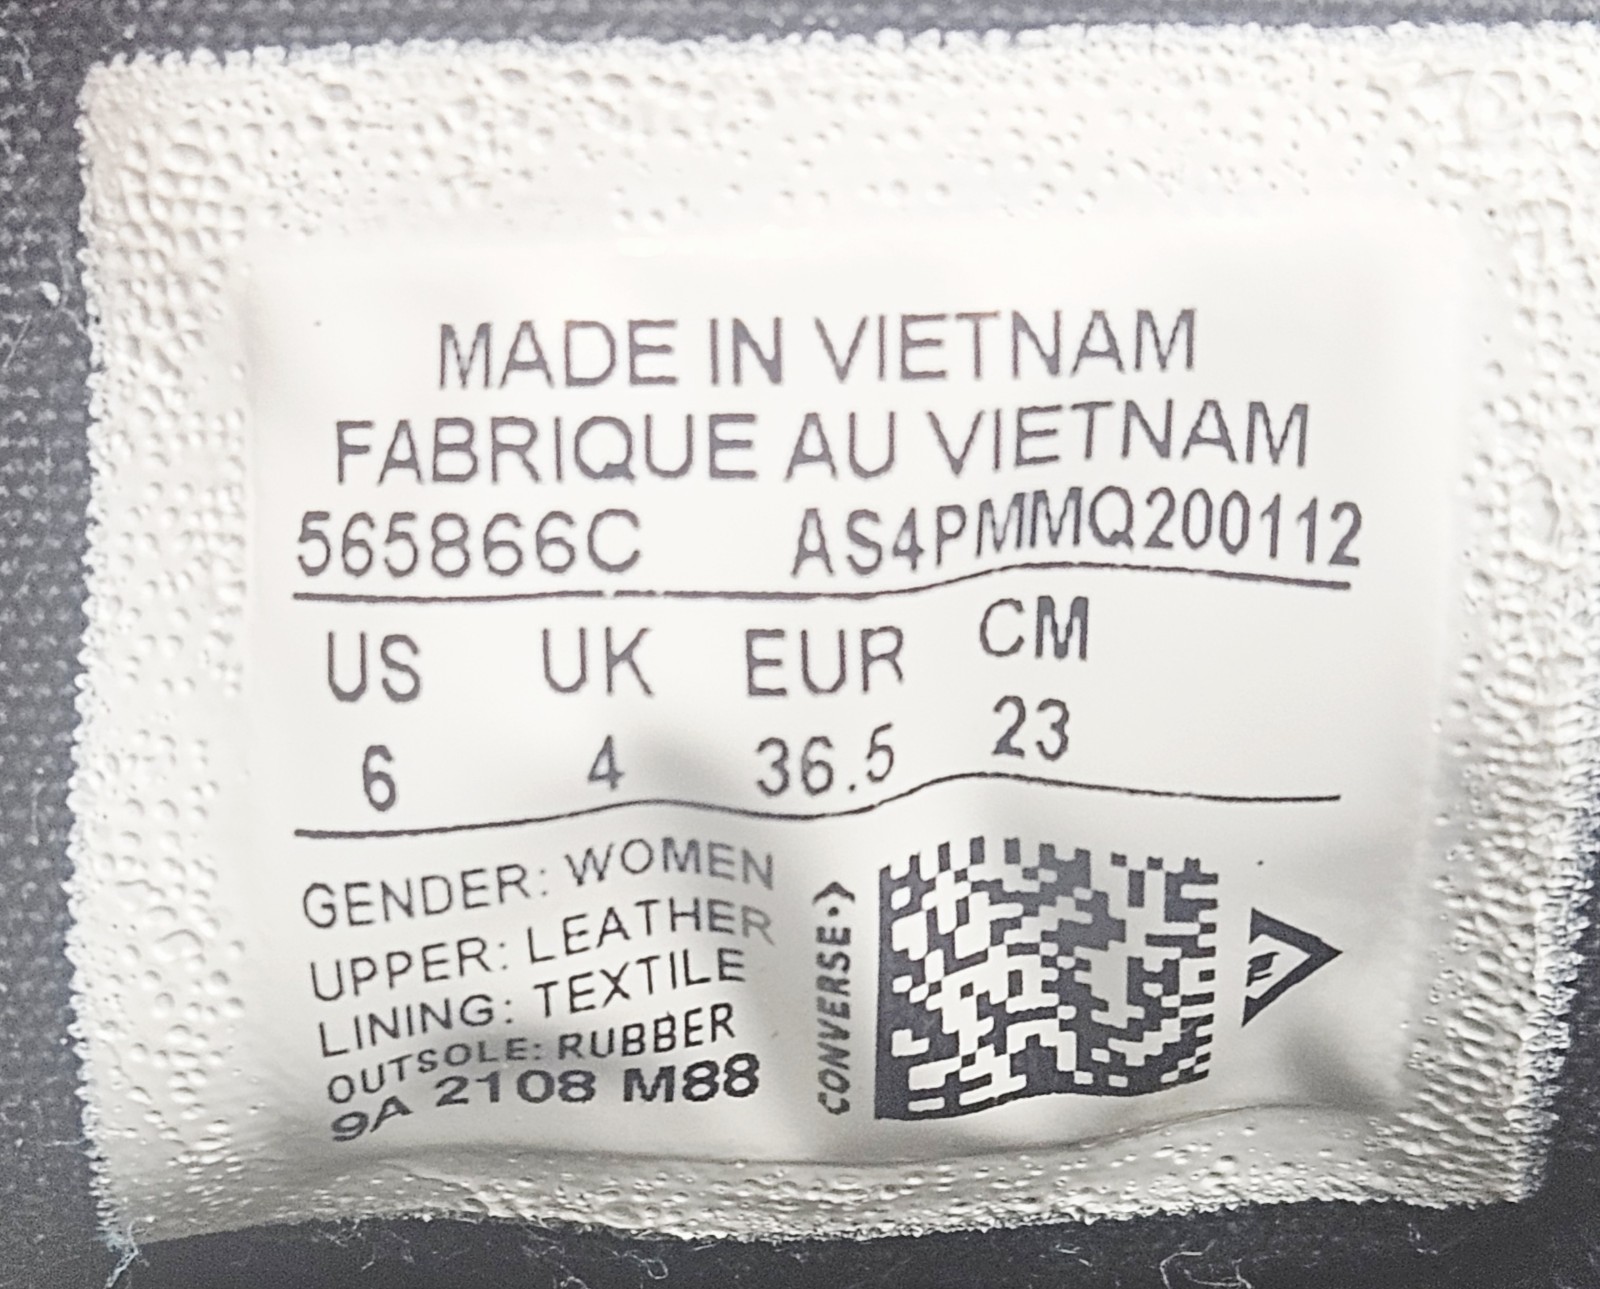 MADE IN VIETNAM
FABRIQUE AU VIETNAM
565866C AS4PMMQ200112
US UK EUR CM
6 4 36.5 23
GENDER: WOMEN
UPPER: LEATHER
LINING: TEXTILE
OUTSOLE: RUBBER
9A 2108 M88
CONVERSE